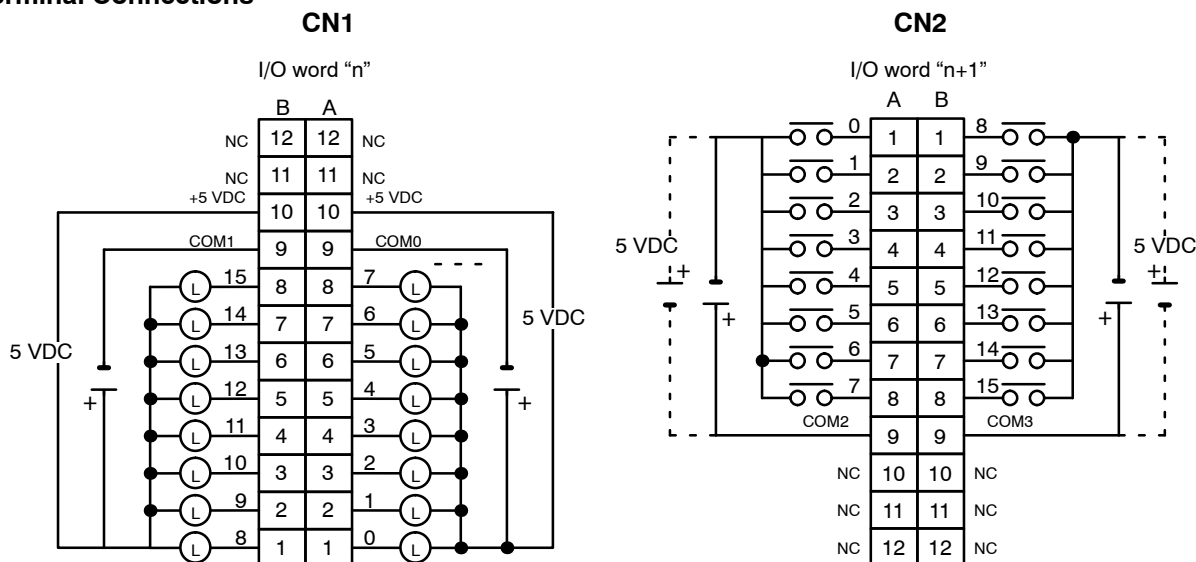 Terminal Connections
CN1
I/O word “n”
B A
NC 12 12 NC
NC 11 11 NC
+5 VDC 10 10 +5 VDC
COM1 9 9 COM0
L 15 8 8 7 L
L 14 7 7 6 L
5 VDC
L 13 6 6 5 L
5 VDC
L 12 5 5 4 L
+ +
L 11 4 4 3 L
L 10 3 3 2 L
L 9 2 2 1 L
L 8 1 1 0 L
CN2
I/O word “n+1”
A B
0 1 1 8
1 2 2 9
2 3 3 10
5 VDC 3 4 4 11 5 VDC
+ 4 5 5 12 +
+ 5 6 6 13 +
6 7 7 14
7 8 8 15
COM2 9 9 COM3
NC 10 10 NC
NC 11 11 NC
NC 12 12 NC